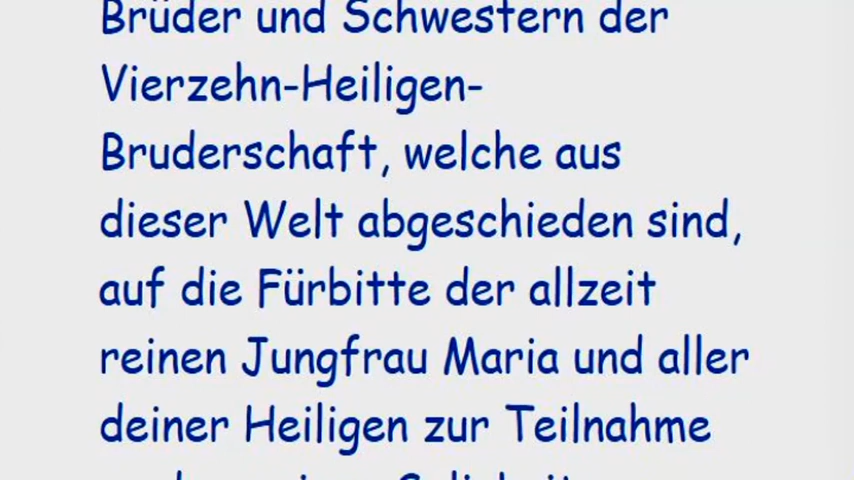 Brüder und Schwestern der
Vierzehn-Heiligen-
Bruderschaft, welche aus
dieser Welt abgeschieden sind,
auf die Fürbitte der allzeit
reinen Jungfrau Maria und aller
deiner Heiligen zur Teilnahme